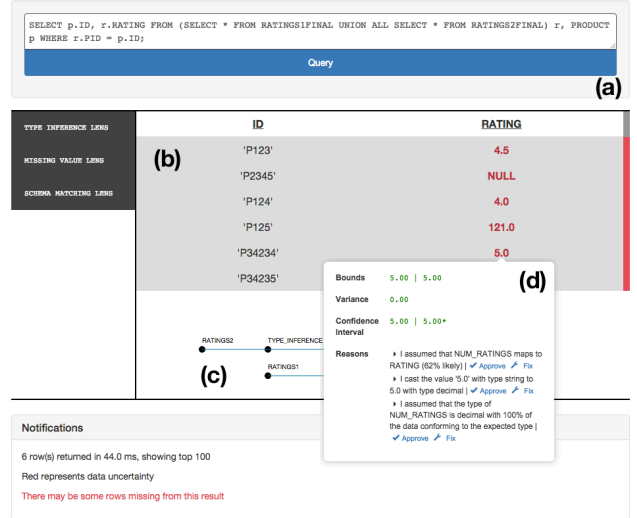 SELECT p.ID, r.RATING FROM (SELECT * FROM RATINGS1FINAL UNION ALL SELECT * FROM RATINGS2FINAL) r, PRODUCT
p WHERE r.PID = p.ID;
Query
(a)
TYPE INFERENCE LENS
MISSING VALUE LENS
SCHEMA MATCHING LENS
(b)
ID RATING
'P123' 4.5
'P2345' NULL
'P124' 4.0
'P125' 121.0
'P34234' 5.0
'P34235'
(d)
Bounds 5.00 | 5.00
Variance 0.00
Confidence Interval 5.00 | 5.00*
Reasons
▸ I assumed that NUM_RATINGS maps to
RATING (62% likely) | ✔ Approve Fix
▸ I cast the value '5.0' with type string to
5.0 with type decimal | ✔ Approve Fix
▸ I assumed that the type of
NUM_RATINGS is decimal with 100% of
the data conforming to the expected type |
✔ Approve Fix
RATINGS2 TYPE_INFERENCE
RATINGS1
(c)
Notifications
6 row(s) returned in 44.0 ms, showing top 100
Red represents data uncertainty
There may be some rows missing from this result